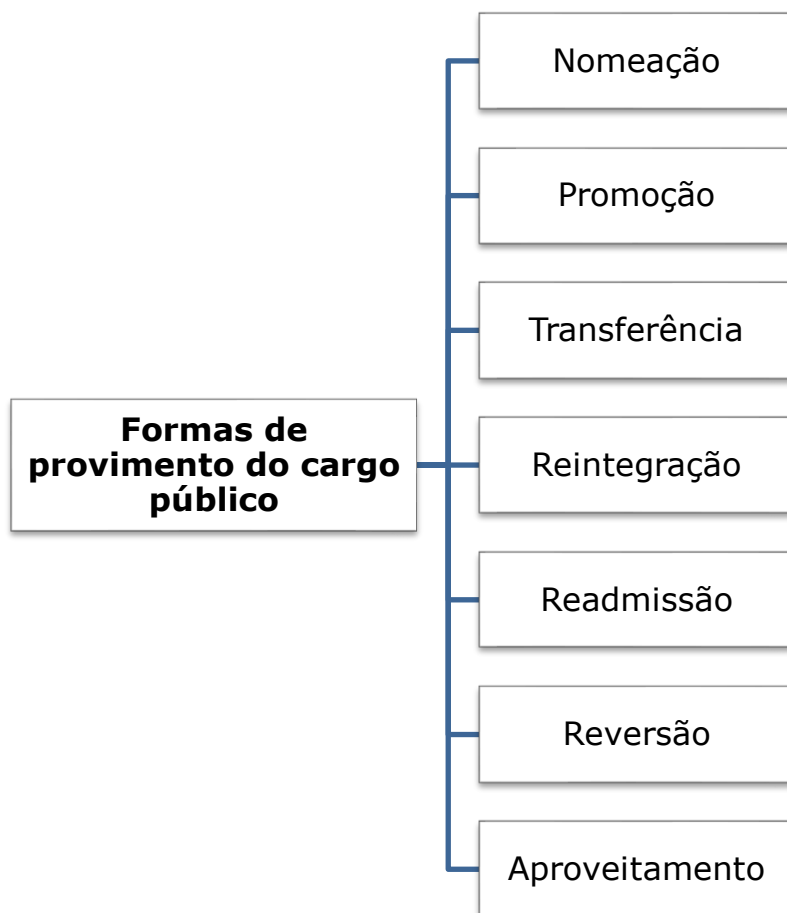 Nomeação
Promoção
Transferência
Formas de
provimento do cargo
público
Reintegração
Readmissão
Reversão
Aproveitamento